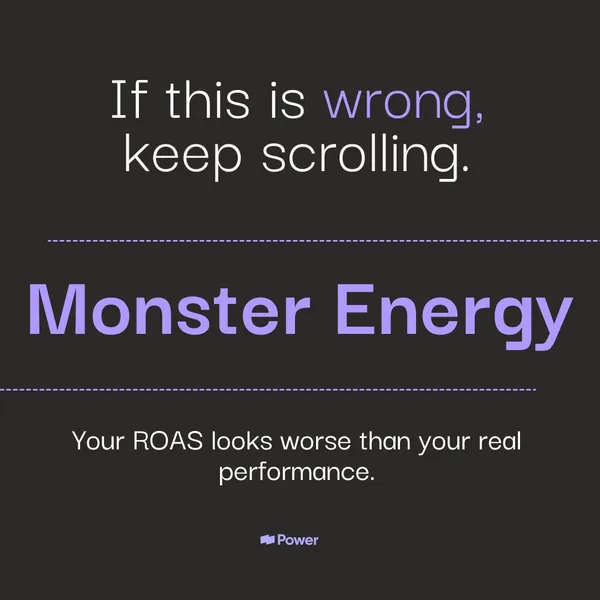 If this is wrong,
keep scrolling.
Monster Energy
Your ROAS looks worse than your real
performance.
Power